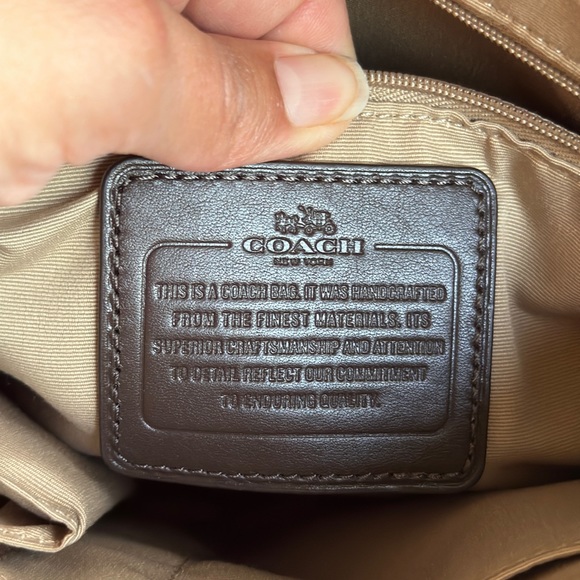 COACH
NEW YORK
THIS IS A COACH BAG. IT WAS HANDCRAFTED
FROM THE FINEST MATERIALS. ITS
SUPERIOR CRAFTSMANSHIP AND ATTENTION
TO DETAIL REFLECT OUR COMMITMENT
TO ENDURING QUALITY.